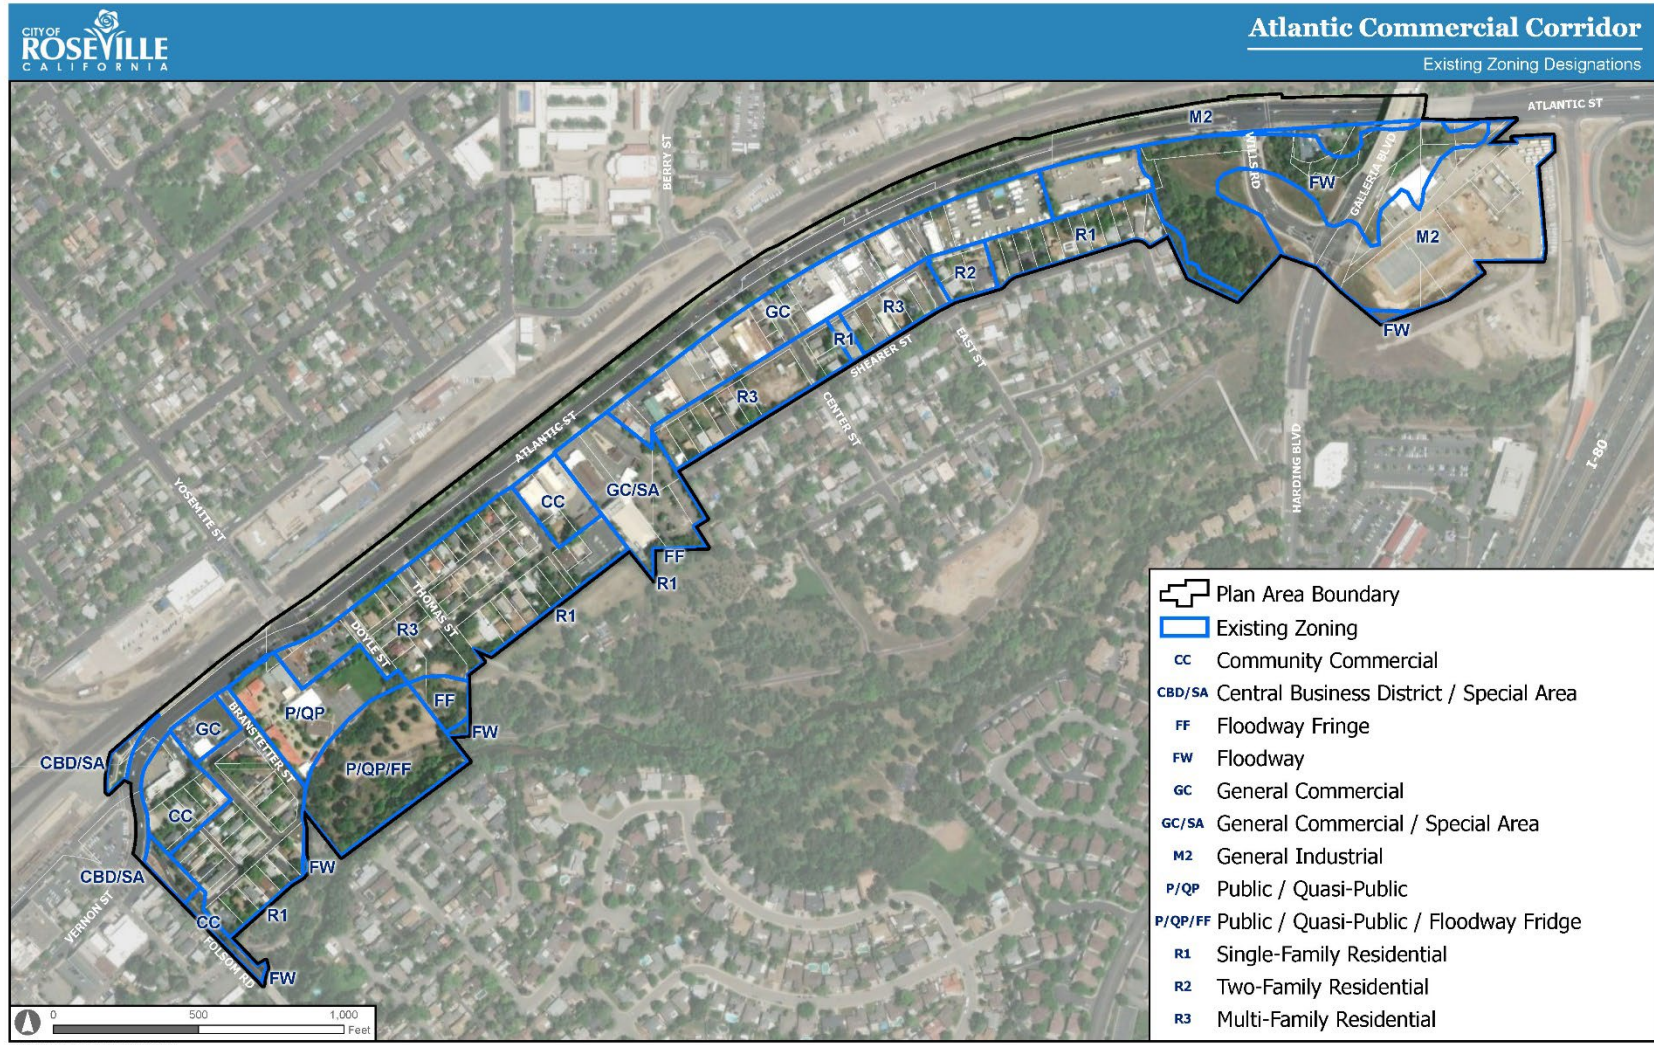 CITY OF
ROSEVILLE
CALIFORNIA
Atlantic Commercial Corridor
Existing Zoning Designations
ATLANTIC ST
M2
BERRY ST
WILLS RD
GALLERIA BLVD
FW
M2
R1
R2
GC
R3
R1
SHEARER ST
EAST ST
FW
R3
CENTER ST
ATLANTIC ST
HARDING BLVD
I-80
YOSEMITE ST
CC
GC/SA
FF
R1
THOMAS ST
R1
DOYLE ST
R3
P/QP
FF
GC
BRANSTETTER ST
FW
CBD/SA
P/QP/FF
CC
FW
CBD/SA
VERNON ST
CC
R1
FOLSOM RD
FW
0 500 1,000
Feet
Plan Area Boundary
Existing Zoning
CC Community Commercial
CBD/SA Central Business District / Special Area
FF Floodway Fringe
FW Floodway
GC General Commercial
GC/SA General Commercial / Special Area
M2 General Industrial
P/QP Public / Quasi-Public
P/QP/FF Public / Quasi-Public / Floodway Fridge
R1 Single-Family Residential
R2 Two-Family Residential
R3 Multi-Family Residential